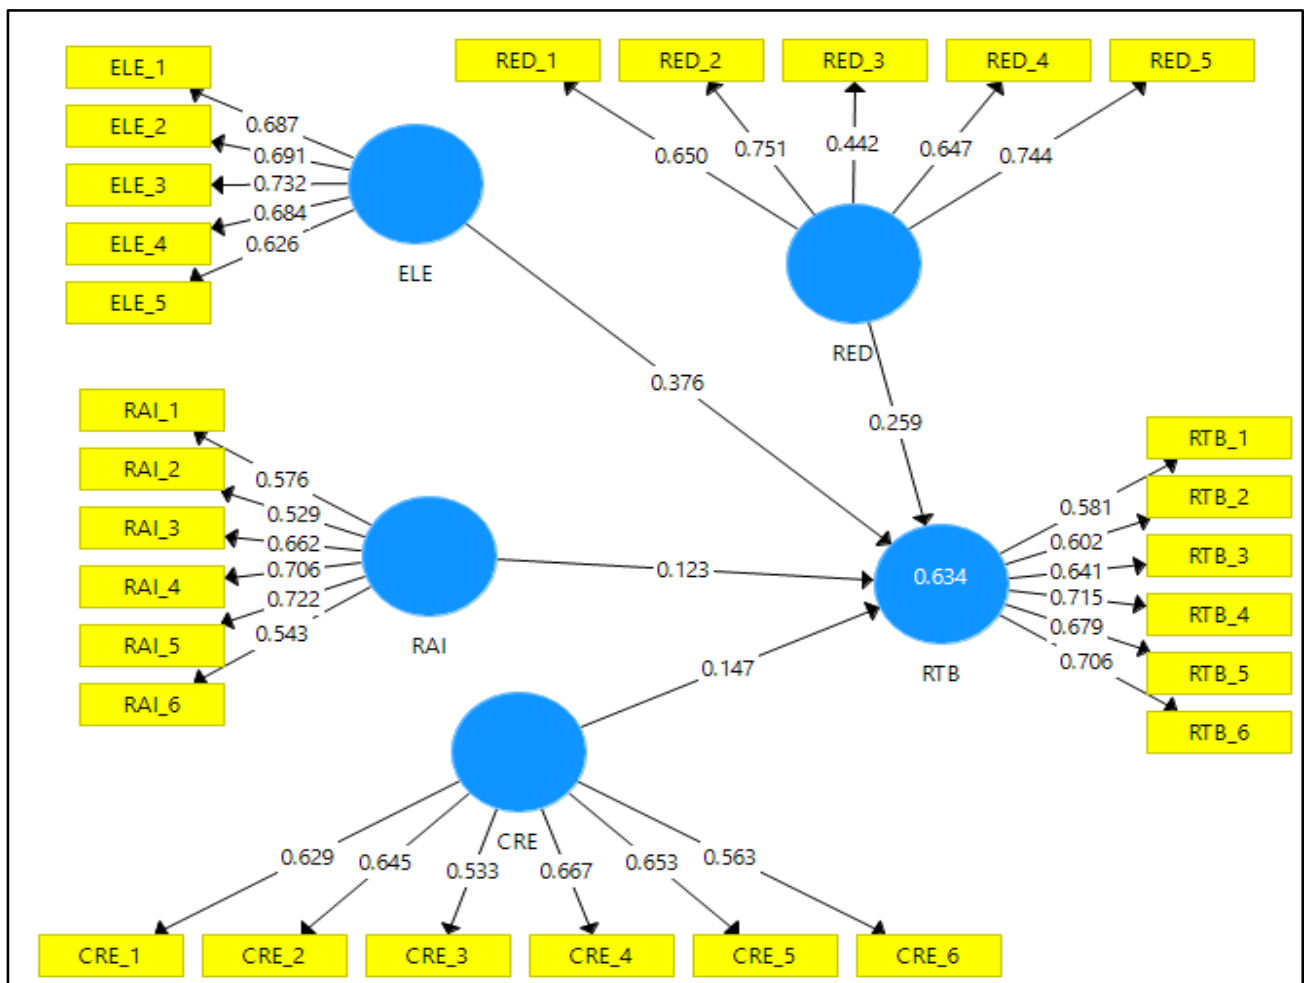 RED_1
RED_2
RED_3
RED_4
RED_5
ELE_1
ELE_2
ELE_3
ELE_4
ELE_5
0.687
0.691
0.732
0.684
0.626
ELE
0.650
0.751
0.442
0.647
0.744
RED
0.376
0.259
RAI_1
RAI_2
RAI_3
RAI_4
RAI_5
RAI_6
0.576
0.529
0.662
0.706
0.722
0.543
RAI
0.123
0.147
0.634
RTB
0.581
0.602
0.641
0.715
0.679
0.706
RTB_1
RTB_2
RTB_3
RTB_4
RTB_5
RTB_6
CRE
0.629
0.645
0.533
0.667
0.653
0.563
CRE_1
CRE_2
CRE_3
CRE_4
CRE_5
CRE_6